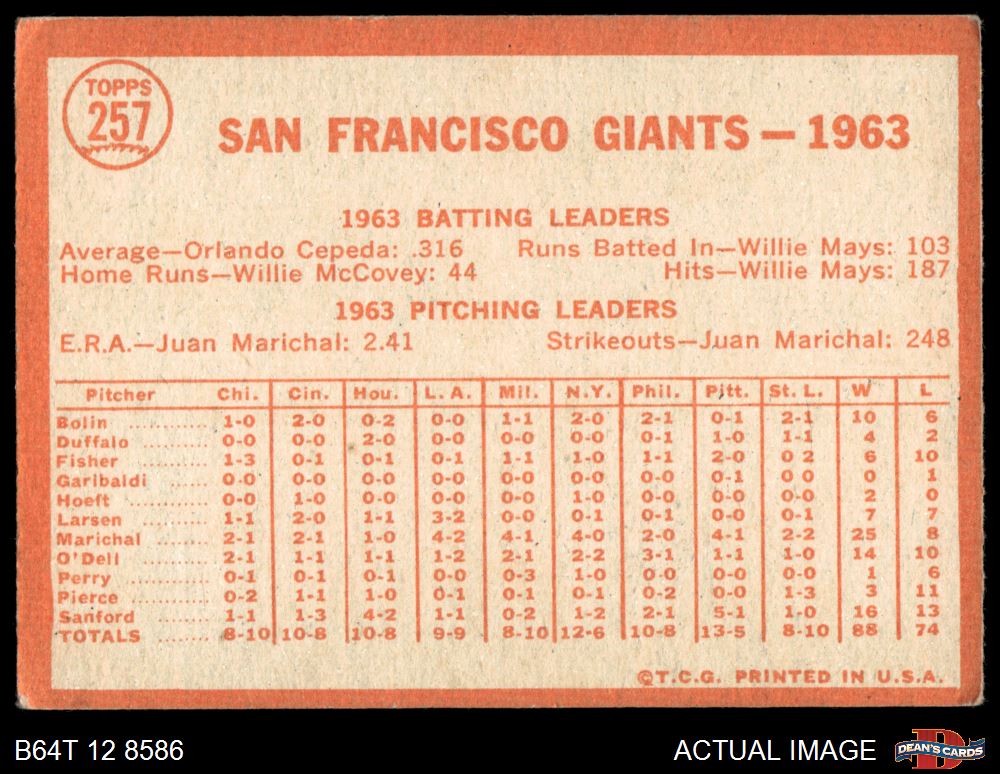 TOPPS
257
SAN FRANCISCO GIANTS — 1963
1963 BATTING LEADERS
Average—Orlando Cepeda: .316 Runs Batted In—Willie Mays: 103
Home Runs—Willie McCovey: 44 Hits—Willie Mays: 187
1963 PITCHING LEADERS
E.R.A.—Juan Marichal: 2.41 Strikeouts—Juan Marichal: 248
Pitcher Chi. Cin. Hou. L.A. Mil. N.Y. Phil. Pitt. St. L. W L
Bolin .......... 1-0 2-0 0-2 0-0 1-1 2-0 2-1 0-1 2-1 10 6
Duffalo .......... 0-0 0-0 2-0 0-0 0-0 0-0 0-1 1-0 1-1 4 2
Fisher .......... 1-3 0-1 0-1 0-1 1-1 1-0 1-1 2-0 0 2 6 10
Garibaldi ........ 0-0 0-0 0-0 0-0 0-0 0-0 0-0 0-1 0 0 0 1
Hoeft .......... 0-0 1-0 0-0 0-0 0-0 1-0 0-0 0-0 0-0 2 0
Larsen .......... 1-1 2-0 1-1 3-2 0-0 0-1 0-1 0-0 0-1 7 7
Marichal ........ 2-1 2-1 1-0 4-2 4-1 4-0 2-0 4-1 2-2 25 8
O'Dell .......... 2-1 1-1 1-1 1-2 2-1 2-2 3-1 1-1 1-0 14 10
Perry .......... 0-1 0-1 0-1 0-0 0-3 1-0 0-0 0-0 0-0 1 6
Pierce .......... 0-2 1-1 1-0 0-1 0-1 0-1 0-2 0-0 1-3 3 11
Sanford ........ 1-1 1-3 4-2 1-1 0-2 1-2 2-1 5-1 1-0 16 13
TOTALS ...... 8-10 10-8 10-8 9-9 8-10 12-6 10-8 13-5 8-10 88 74
©T.C.G. PRINTED IN U.S.A.
B64T 12 8586 ACTUAL IMAGE D DEAN'S CARDS